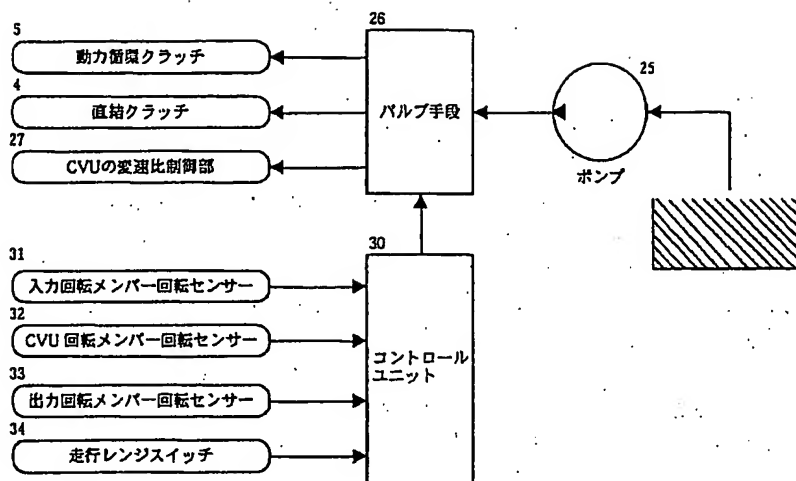 5
動力循環クラッチ
4
直結クラッチ
27
CVUの変速比制御部
26
バルブ手段
25
ポンプ
31
入力回転メンバー回転センサー
32
CVU 回転メンバー回転センサー
33
出力回転メンバー回転センサー
34
走行レンジスイッチ
30
コントロール
ユニット